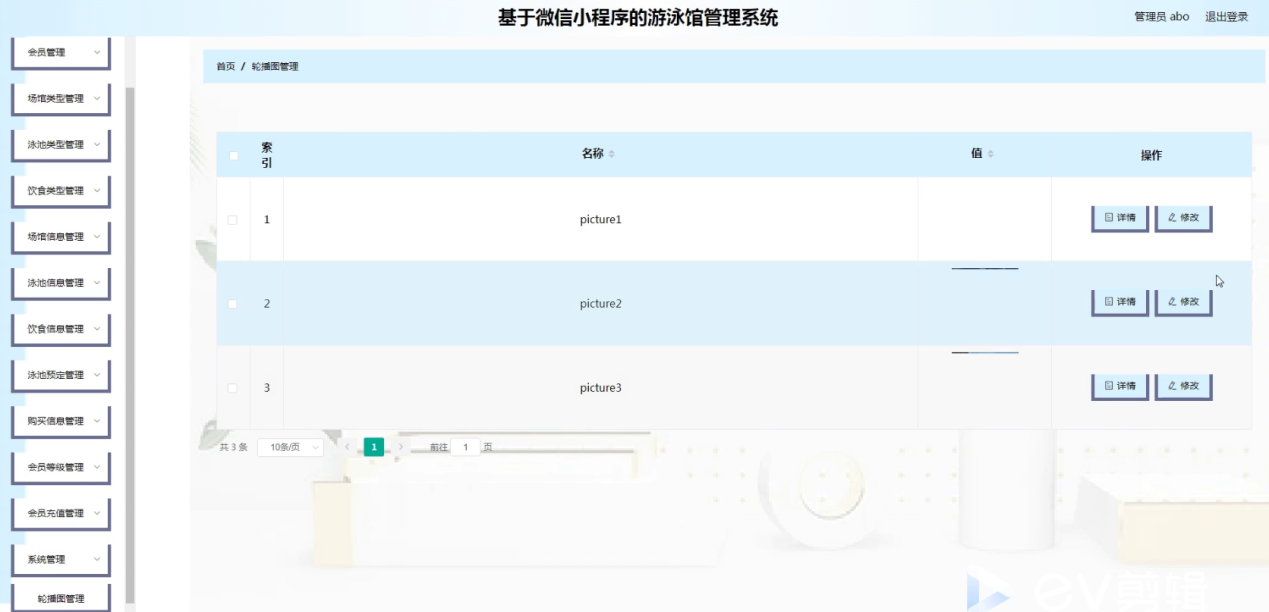 基于微信小程序的游泳馆管理系统
管理员 abo 退出登录
会员管理
场馆类型管理
泳池类型管理
饮食类型管理
场馆信息管理
泳池信息管理
饮食信息管理
泳池预定管理
购买信息管理
会员等级管理
会员充值管理
系统管理
轮播图管理
首页 / 轮播图管理
索引 名称 值 操作
1 picture1 详情 修改
2 picture2 详情 修改
3 picture3 详情 修改
共 3 条 10条/页 1 前往 1 页
EV剪辑